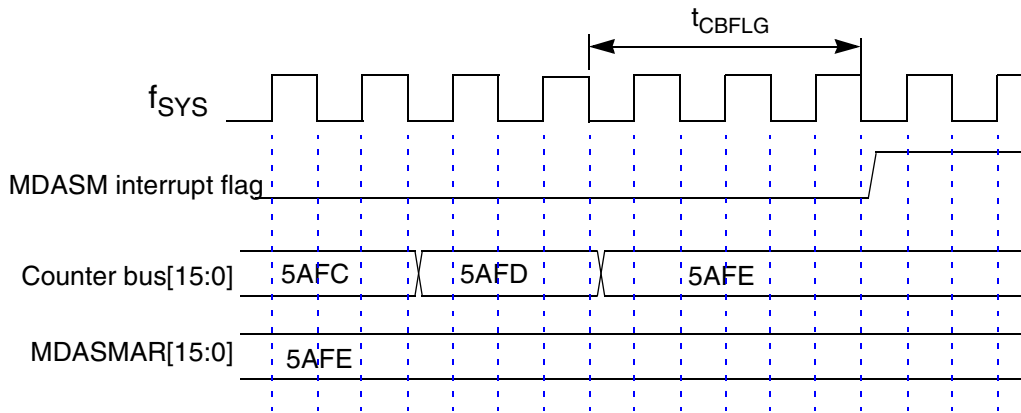 tCBFLG
fSYS
MDASM interrupt flag
Counter bus[15:0] 5AFC 5AFD 5AFE
MDASMAR[15:0] 5AFE